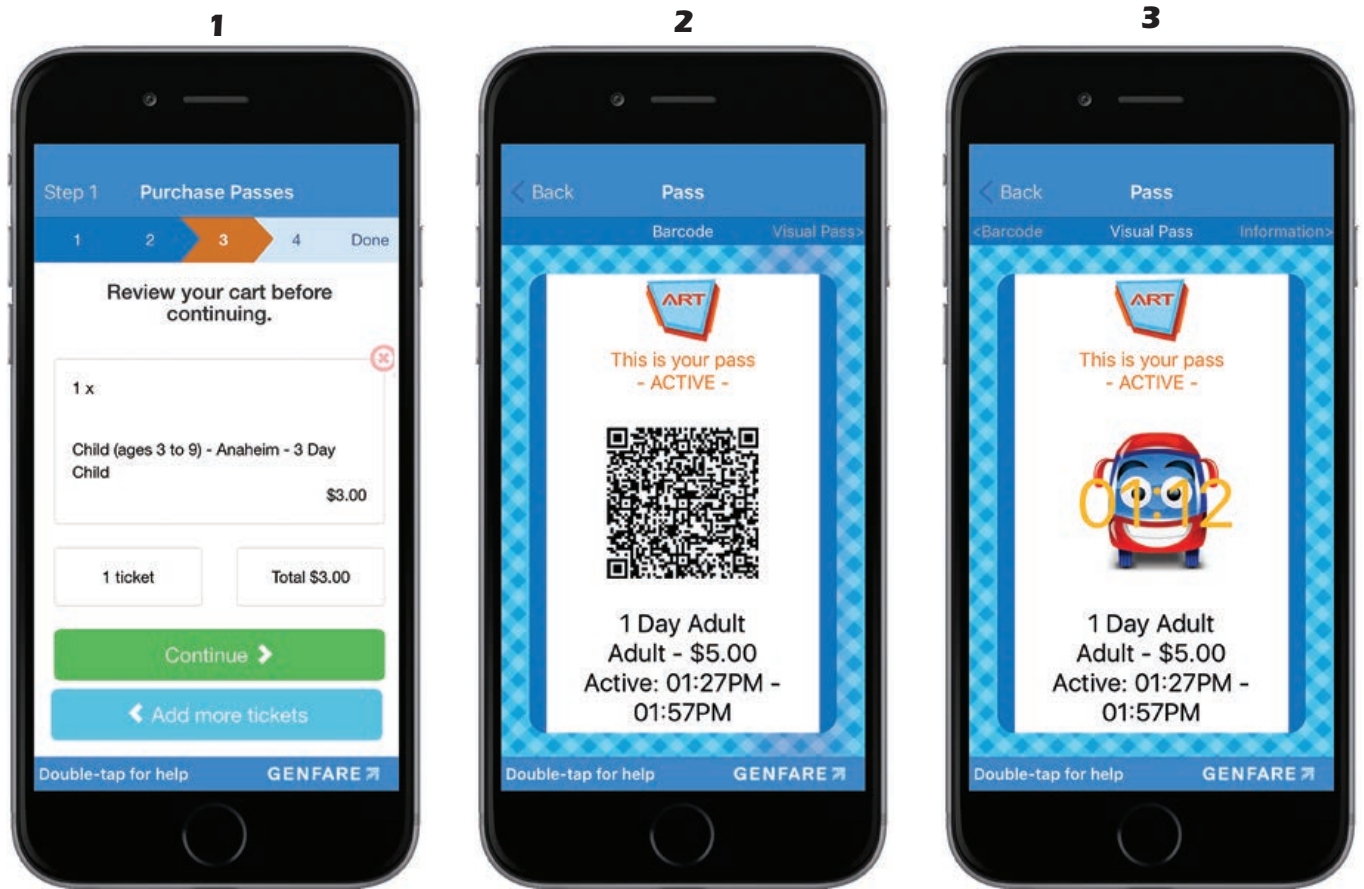 1
Step 1 Purchase Passes
1 2 3 4 Done
Review your cart before
continuing.
1 x
Child (ages 3 to 9) - Anaheim - 3 Day
Child
$3.00
1 ticket Total $3.00
Continue
Add more tickets
Double-tap for help GENFARE
2
Back Pass
Barcode Visual Pass>
ART
This is your pass
- ACTIVE -
1 Day Adult
Adult - $5.00
Active: 01:27PM -
01:57PM
Double-tap for help GENFARE
3
Back Pass
<Barcode Visual Pass Information>
ART
This is your pass
- ACTIVE -
01:12
1 Day Adult
Adult - $5.00
Active: 01:27PM -
01:57PM
Double-tap for help GENFARE